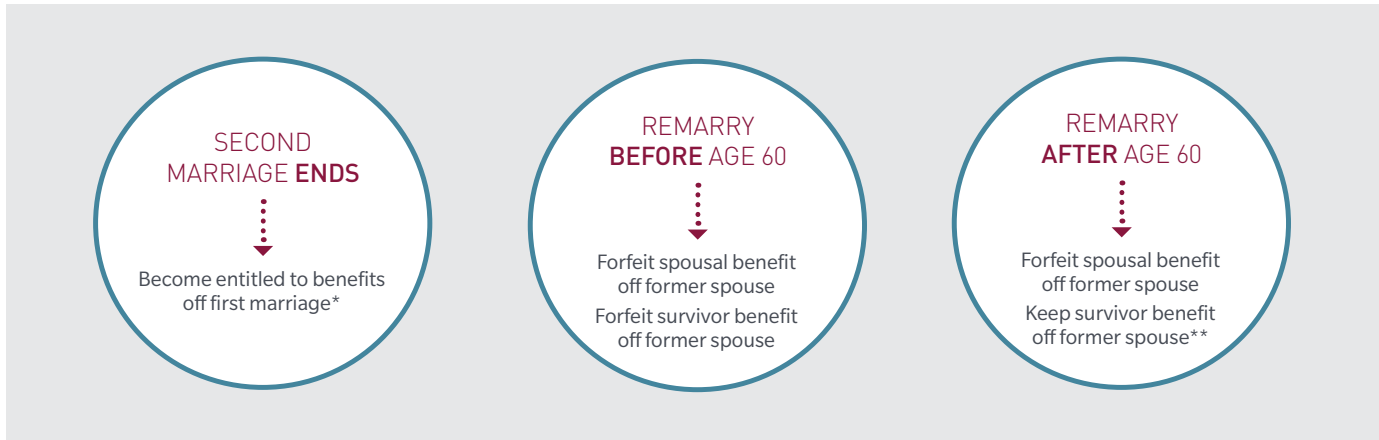 SECOND
MARRIAGE ENDS
Become entitled to benefits
off first marriage*
REMARRY
BEFORE AGE 60
Forfeit spousal benefit
off former spouse
Forfeit survivor benefit
off former spouse
REMARRY
AFTER AGE 60
Forfeit spousal benefit
off former spouse
Keep survivor benefit
off former spouse**